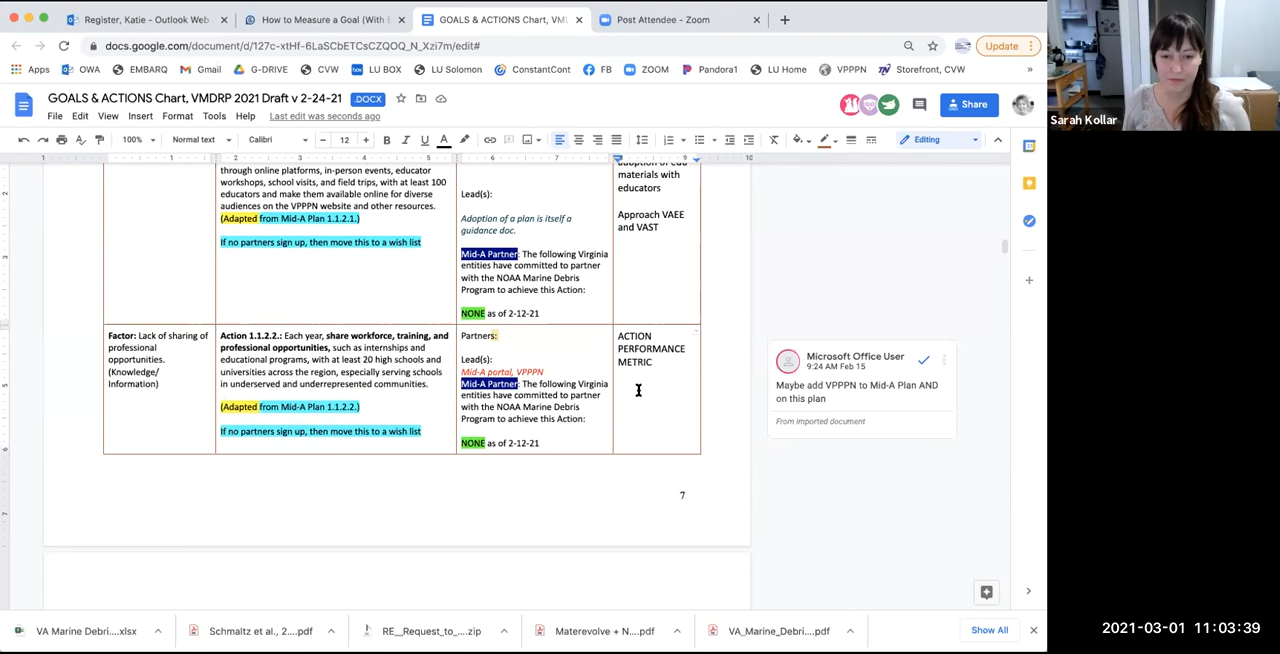 Register, Katie - Outlook Web
How to Measure a Goal (With E
GOALS & ACTIONS Chart, VM
Post Attendee - Zoom
docs.google.com/document/d/127c-xtHf-6LaSCbETCsCZQOQ_N_Xzi7m/edit#
Update
Apps
OWA
EMBARQ
Gmail
G-DRIVE
CVW
LU BOX
LU Solomo
ConstantCont
FB
ZOOM
Pandora1
LU Home
VPPPN
Storefront, CVW
»
GOALS & ACTIONS Chart, VMDRP 2021 Draft v 2-24-21
.DOCX
File Edit View Insert Format Tools Help
Last edit was seconds ago
Share
100%
Normal text
Calibri
12
Editing
through online platforms, in-person events, educator
workshops, school visits, and field trips, with at least 100
educators and make them available online for diverse
audiences on the VPPPN website and other resources.
(Adapted from Mid-A Plan 1.1.2.1.)
If no partners sign up, then move this to a wish list
Lead(s):
Adoption of a plan is itself a
guidance doc.
Mid-A Partner: The following Virginia
entities have committed to partner
with the NOAA Marine Debris
Program to achieve this Action:
NONE as of 2-12-21
materials with
educators
Approach VAEE
and VAST
Factor: Lack of sharing of
professional
opportunities.
(Knowledge/
Information)
Action 1.1.2.2.: Each year, share workforce, training, and
professional opportunities, such as internships and
educational programs, with at least 20 high schools and
universities across the region, especially serving schools
in underserved and underrepresented communities.
(Adapted from Mid-A Plan 1.1.2.2.)
If no partners sign up, then move this to a wish list
Partners:
Lead(s):
Mid-A portal, VPPPN
Mid-A Partner: The following Virginia
entities have committed to partner
with the NOAA Marine Debris
Program to achieve this Action:
NONE as of 2-12-21
ACTION
PERFORMANCE
METRIC
7
Microsoft Office User
9:24 AM Feb 15
Maybe add VPPPN to Mid-A Plan AND
on this plan
From imported document
Sarah Kollar
VA Marine Debri....xlsx
Schmaltz et al., 2....pdf
RE__Request_to_....zip
Materevolve + N....pdf
VA_Marine_Debri....pdf
Show All
2021-03-01 11:03:39